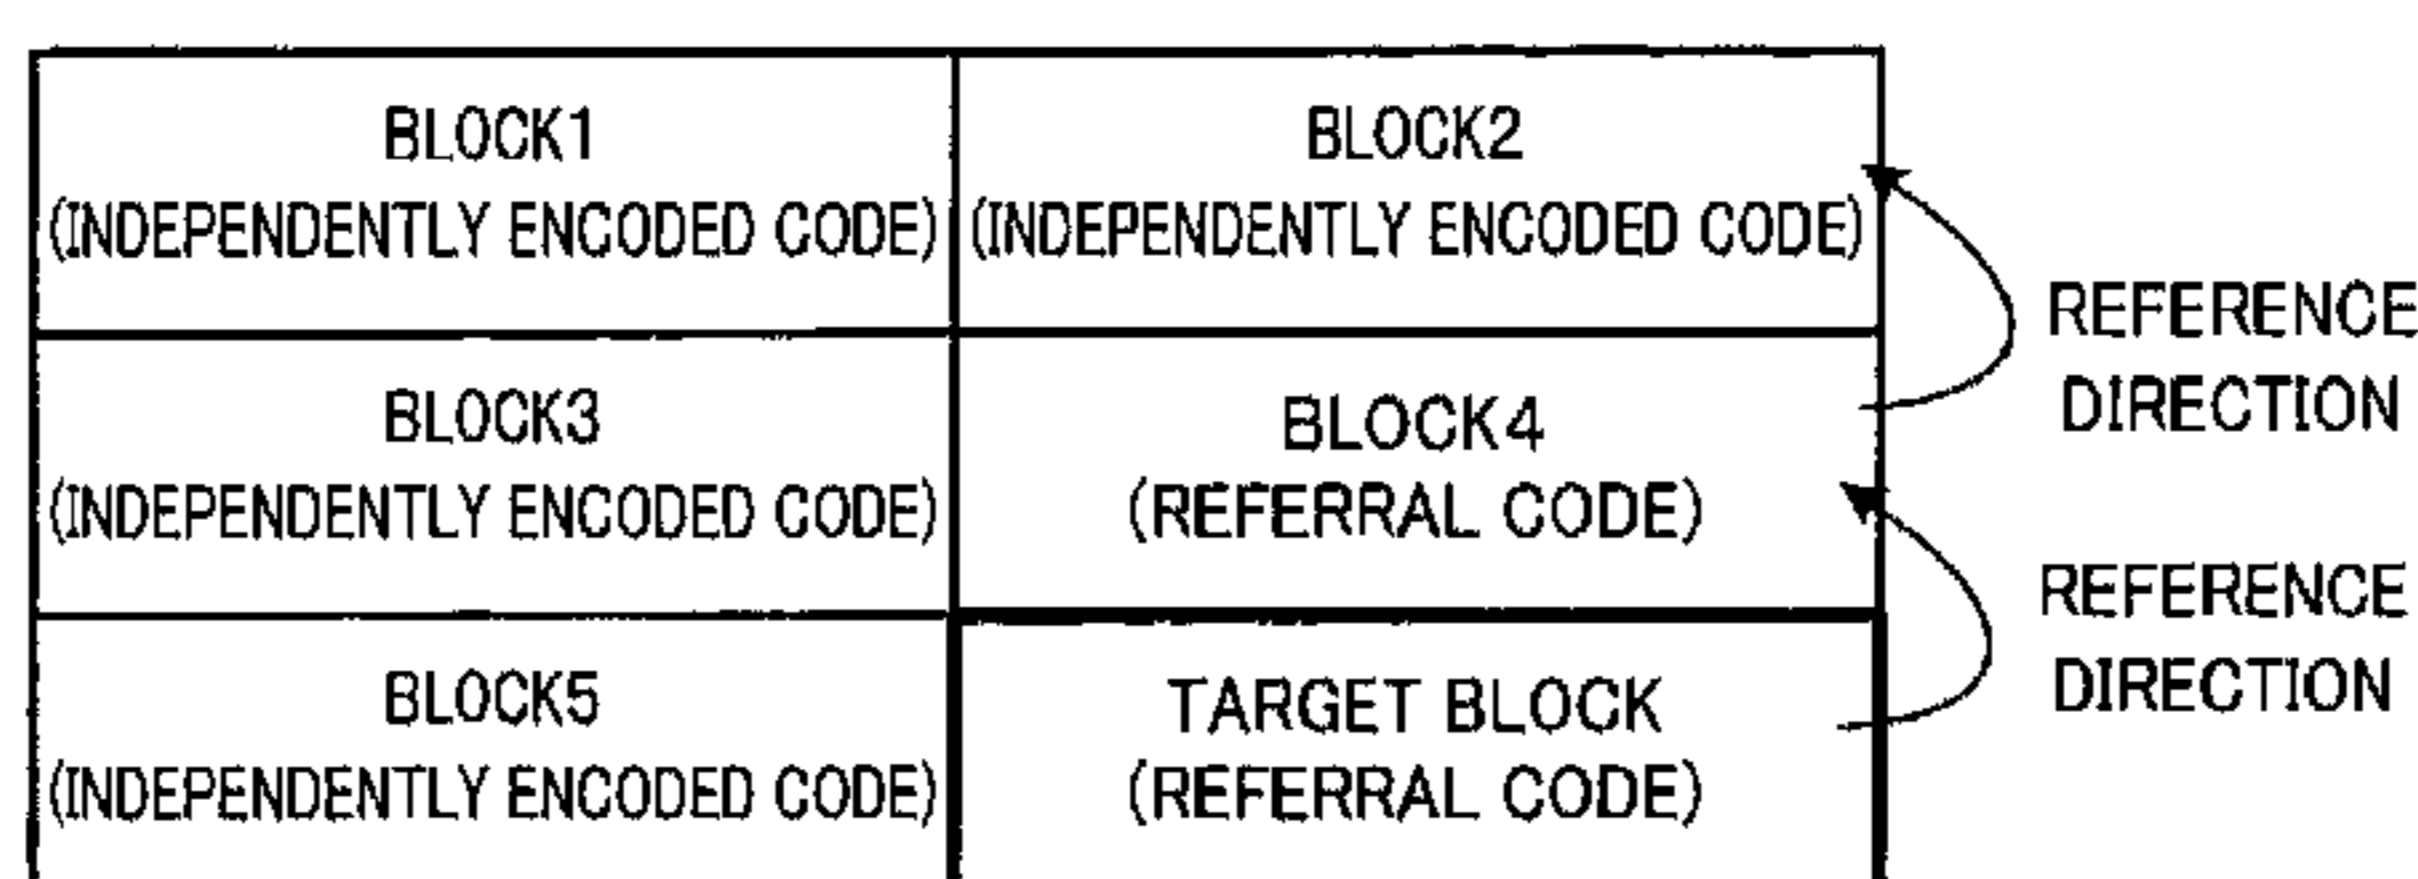 BLOCK1
(INDEPENDENTLY ENCODED CODE)
BLOCK2
(INDEPENDENTLY ENCODED CODE)
REFERENCE
DIRECTION
BLOCK3
(INDEPENDENTLY ENCODED CODE)
BLOCK4
(REFERRAL CODE)
REFERENCE
DIRECTION
BLOCK5
(INDEPENDENTLY ENCODED CODE)
TARGET BLOCK
(REFERRAL CODE)